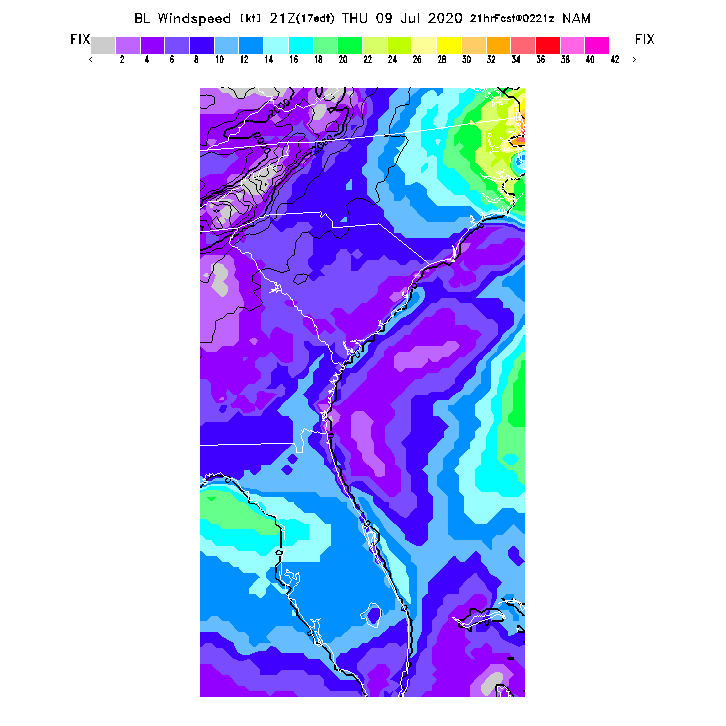 BL Windspeed [kt] 21Z(17edt) THU 09 Jul 2020 21hrFcst@0221z NAM
FIX FIX
< 2 4 6 8 10 12 14 16 18 20 22 24 26 28 30 32 34 36 38 40 42 >